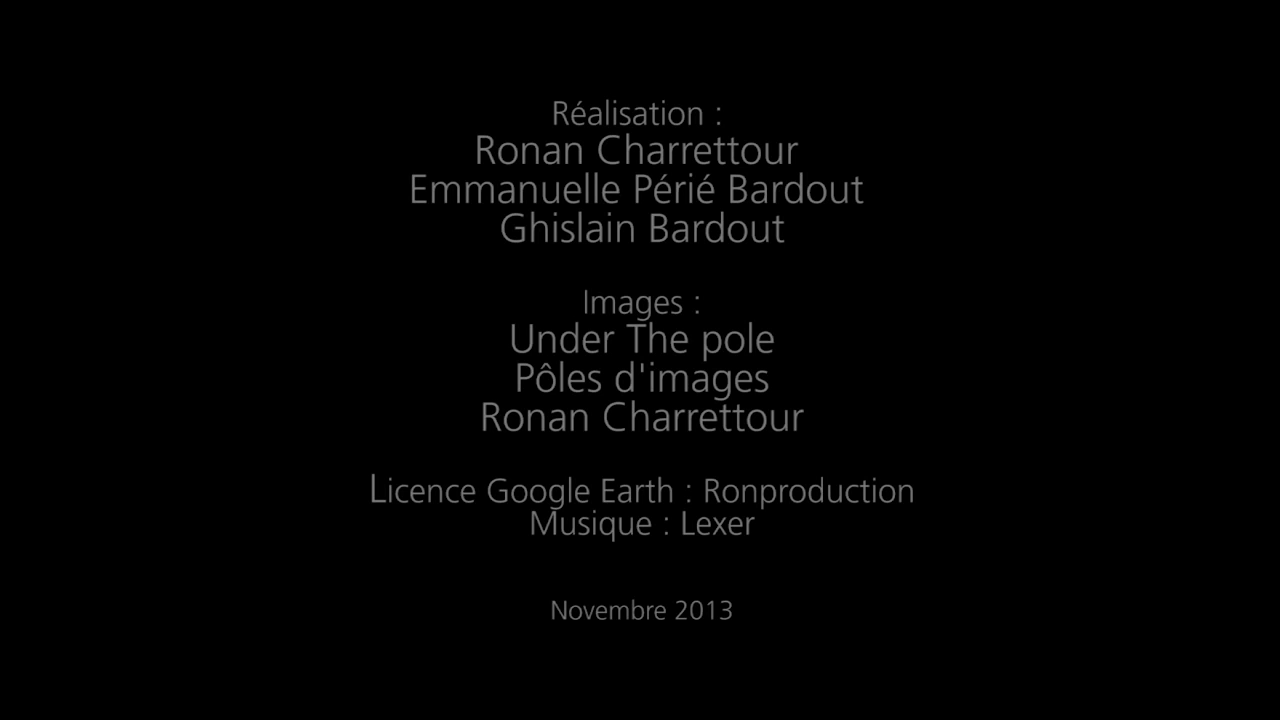 Réalisation :
Ronan Charrettour
Emmanuelle Périé Bardout
Ghislain Bardout
Images :
Under The pole
Pôles d'images
Ronan Charrettour
Licence Google Earth : Ronproduction
Musique : Lexer
Novembre 2013